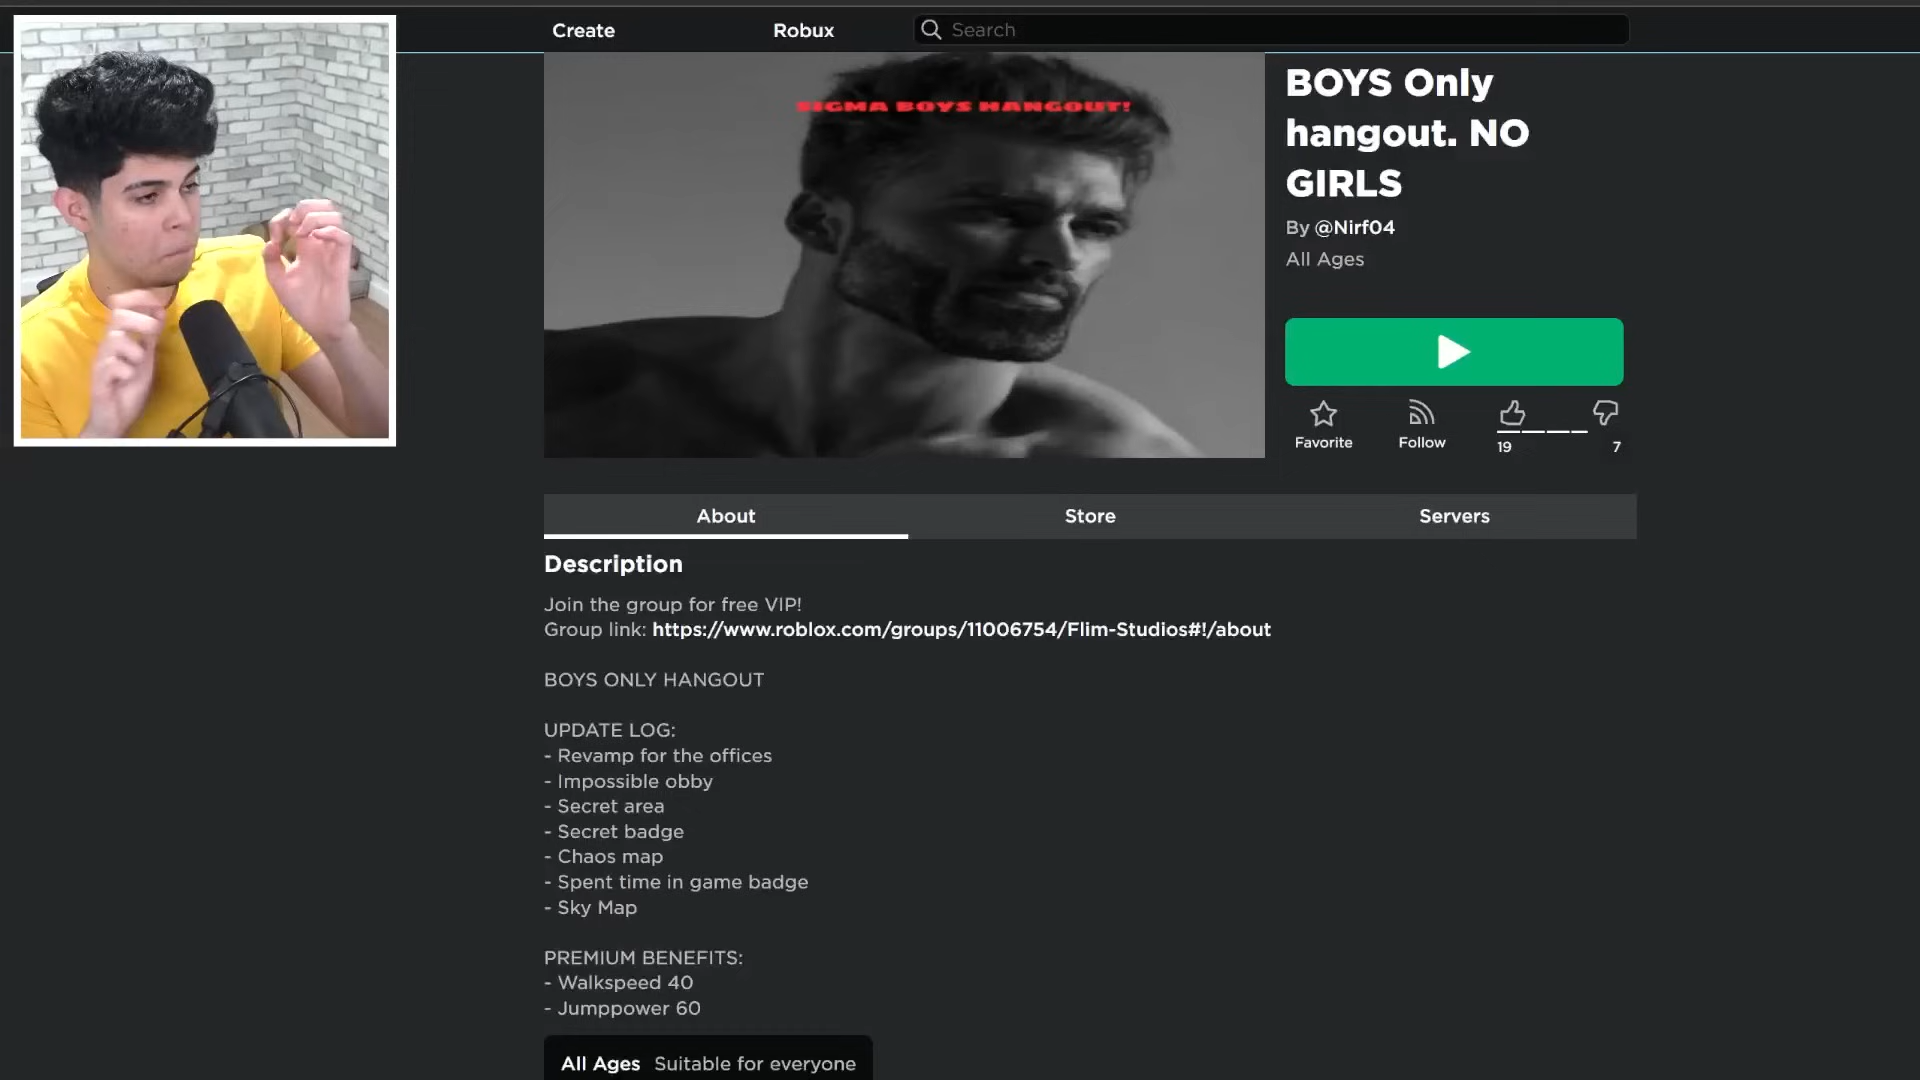 Create
Robux
Search
SIGMA BOYS HANGOUT!
BOYS Only
hangout. NO
GIRLS
By @Nirf04
All Ages
Favorite
Follow
19
7
About
Store
Servers
Description
Join the group for free VIP!
Group link: https://www.roblox.com/groups/11006754/Flim-Studios#!/about
BOYS ONLY HANGOUT
UPDATE LOG:
- Revamp for the offices
- Impossible obby
- Secret area
- Secret badge
- Chaos map
- Spent time in game badge
- Sky Map
PREMIUM BENEFITS:
- Walkspeed 40
- Jumppower 60
All Ages Suitable for everyone